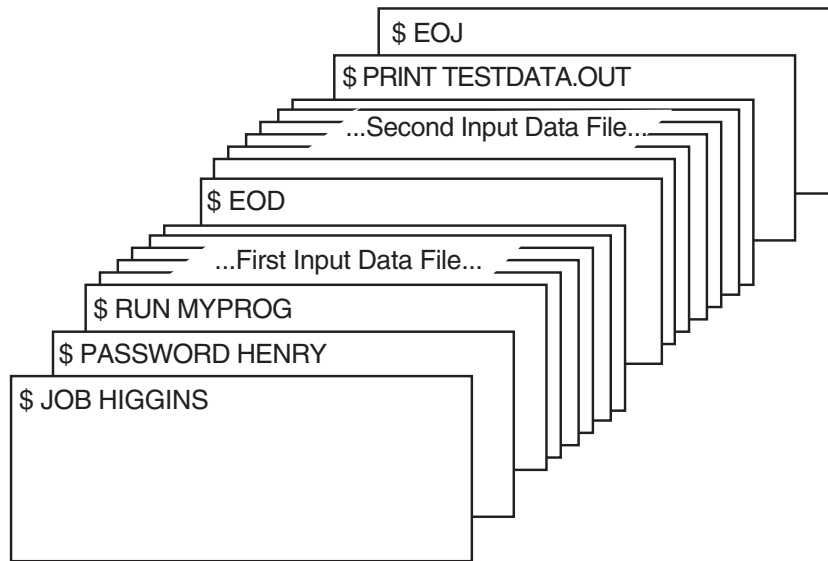 $ EOJ
$ PRINT TESTDATA.OUT
...Second Input Data File...
$ EOD
...First Input Data File...
$ RUN MYPROG
$ PASSWORD HENRY
$ JOB HIGGINS